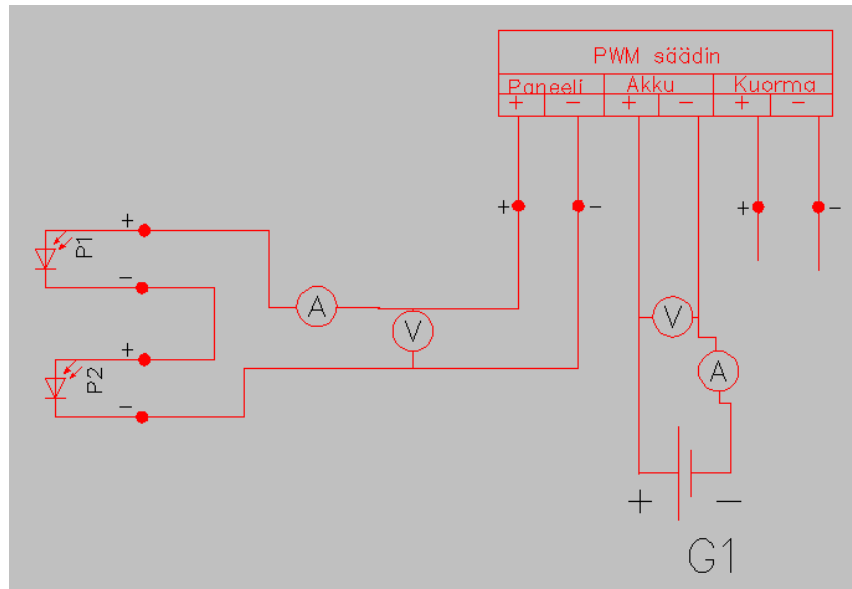 PWM säädin
Paneeli Akku Kuorma
+ - + - + -
+ - + -
+
P1
-
A
V
V
+
A
P2
-
+ -
G1